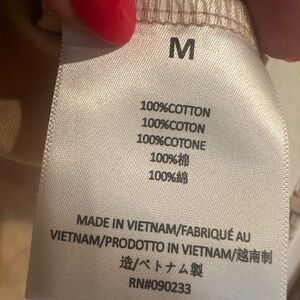 M
100%COTTON
100%COTON
100%COTONE
100%棉
100%綿
MADE IN VIETNAM/FABRIQUÉ AU
VIETNAM/PRODOTTO IN VIETNAM/越南制
造/ベトナム製
RN#090233